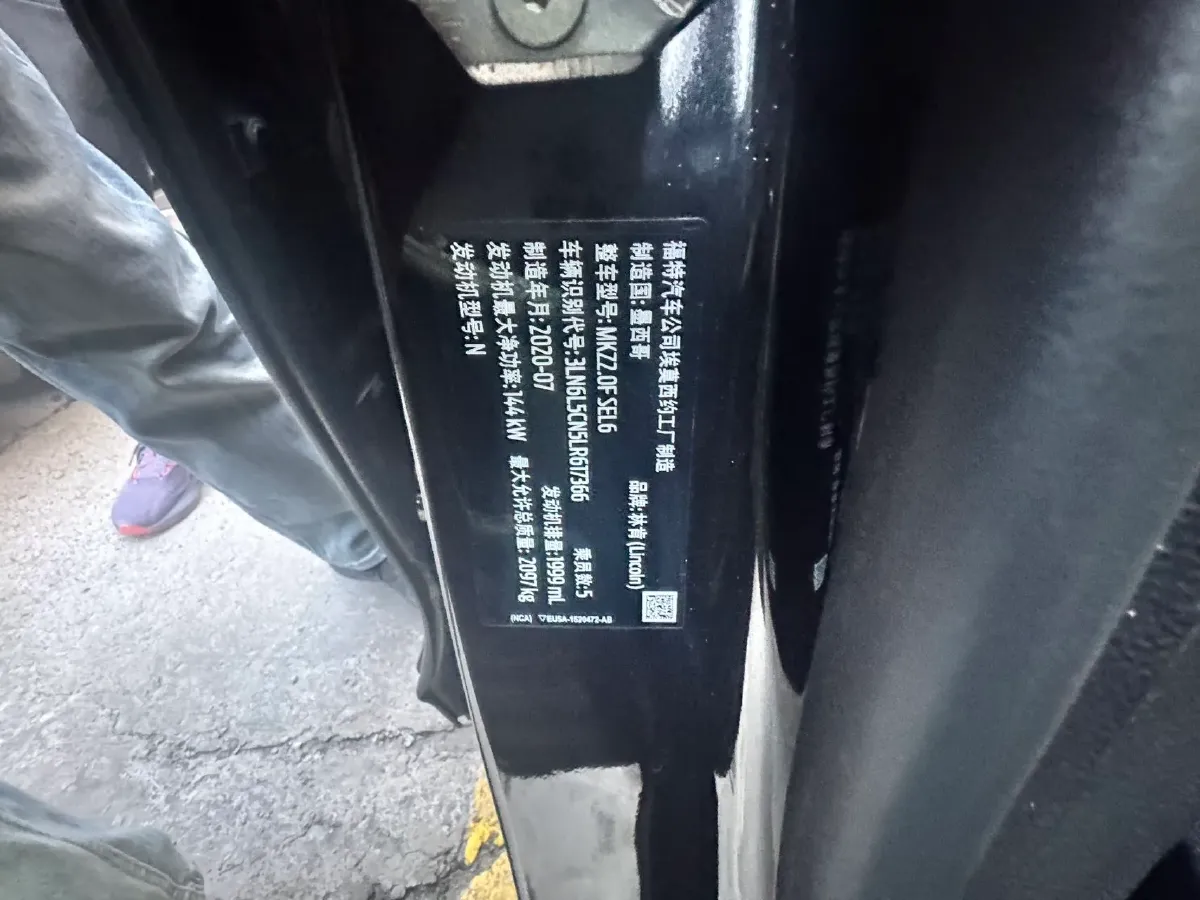 福特汽车公司埃莫西约工厂制造
制造国: 墨西哥 品牌: 林肯 (Lincoln)
整车型号: MKZ2.0F SEL6
车辆识别代号: 3LN6L5CN5LR617366 乘员数: 5
制造年月: 2020-07 发动机排量: 1999 mL
发动机最大净功率: 144 kW 最大允许总质量: 2097 kg
发动机型号: N
(NCA) ▽EUSA-1520472-AB